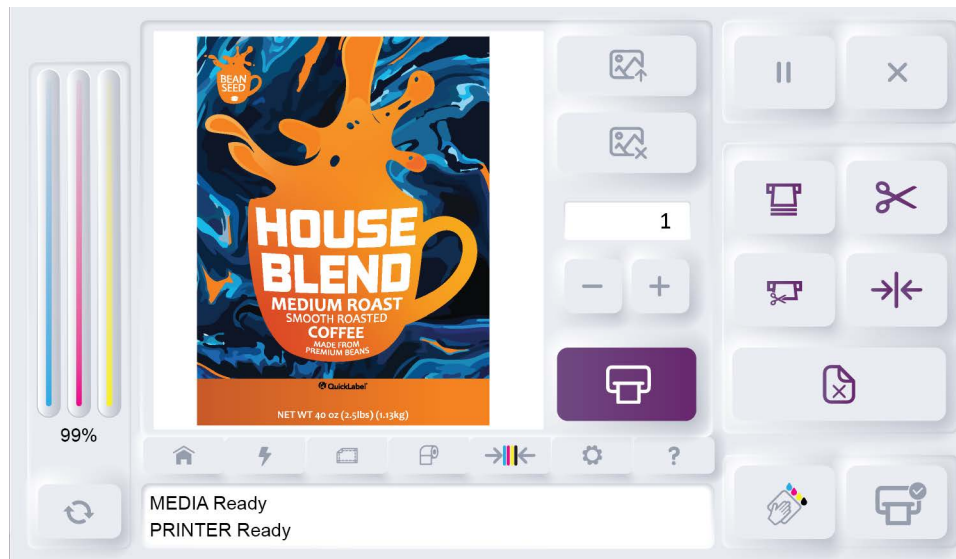 BEAN
SEED
HOUSE
BLEND
MEDIUM ROAST
SMOOTH ROASTED
COFFEE
MADE FROM
PREMIUM BEANS
QuickLabel®
NET WT 40 oz (2.5lbs) (1.13kg)
1
99%
?
MEDIA Ready
PRINTER Ready